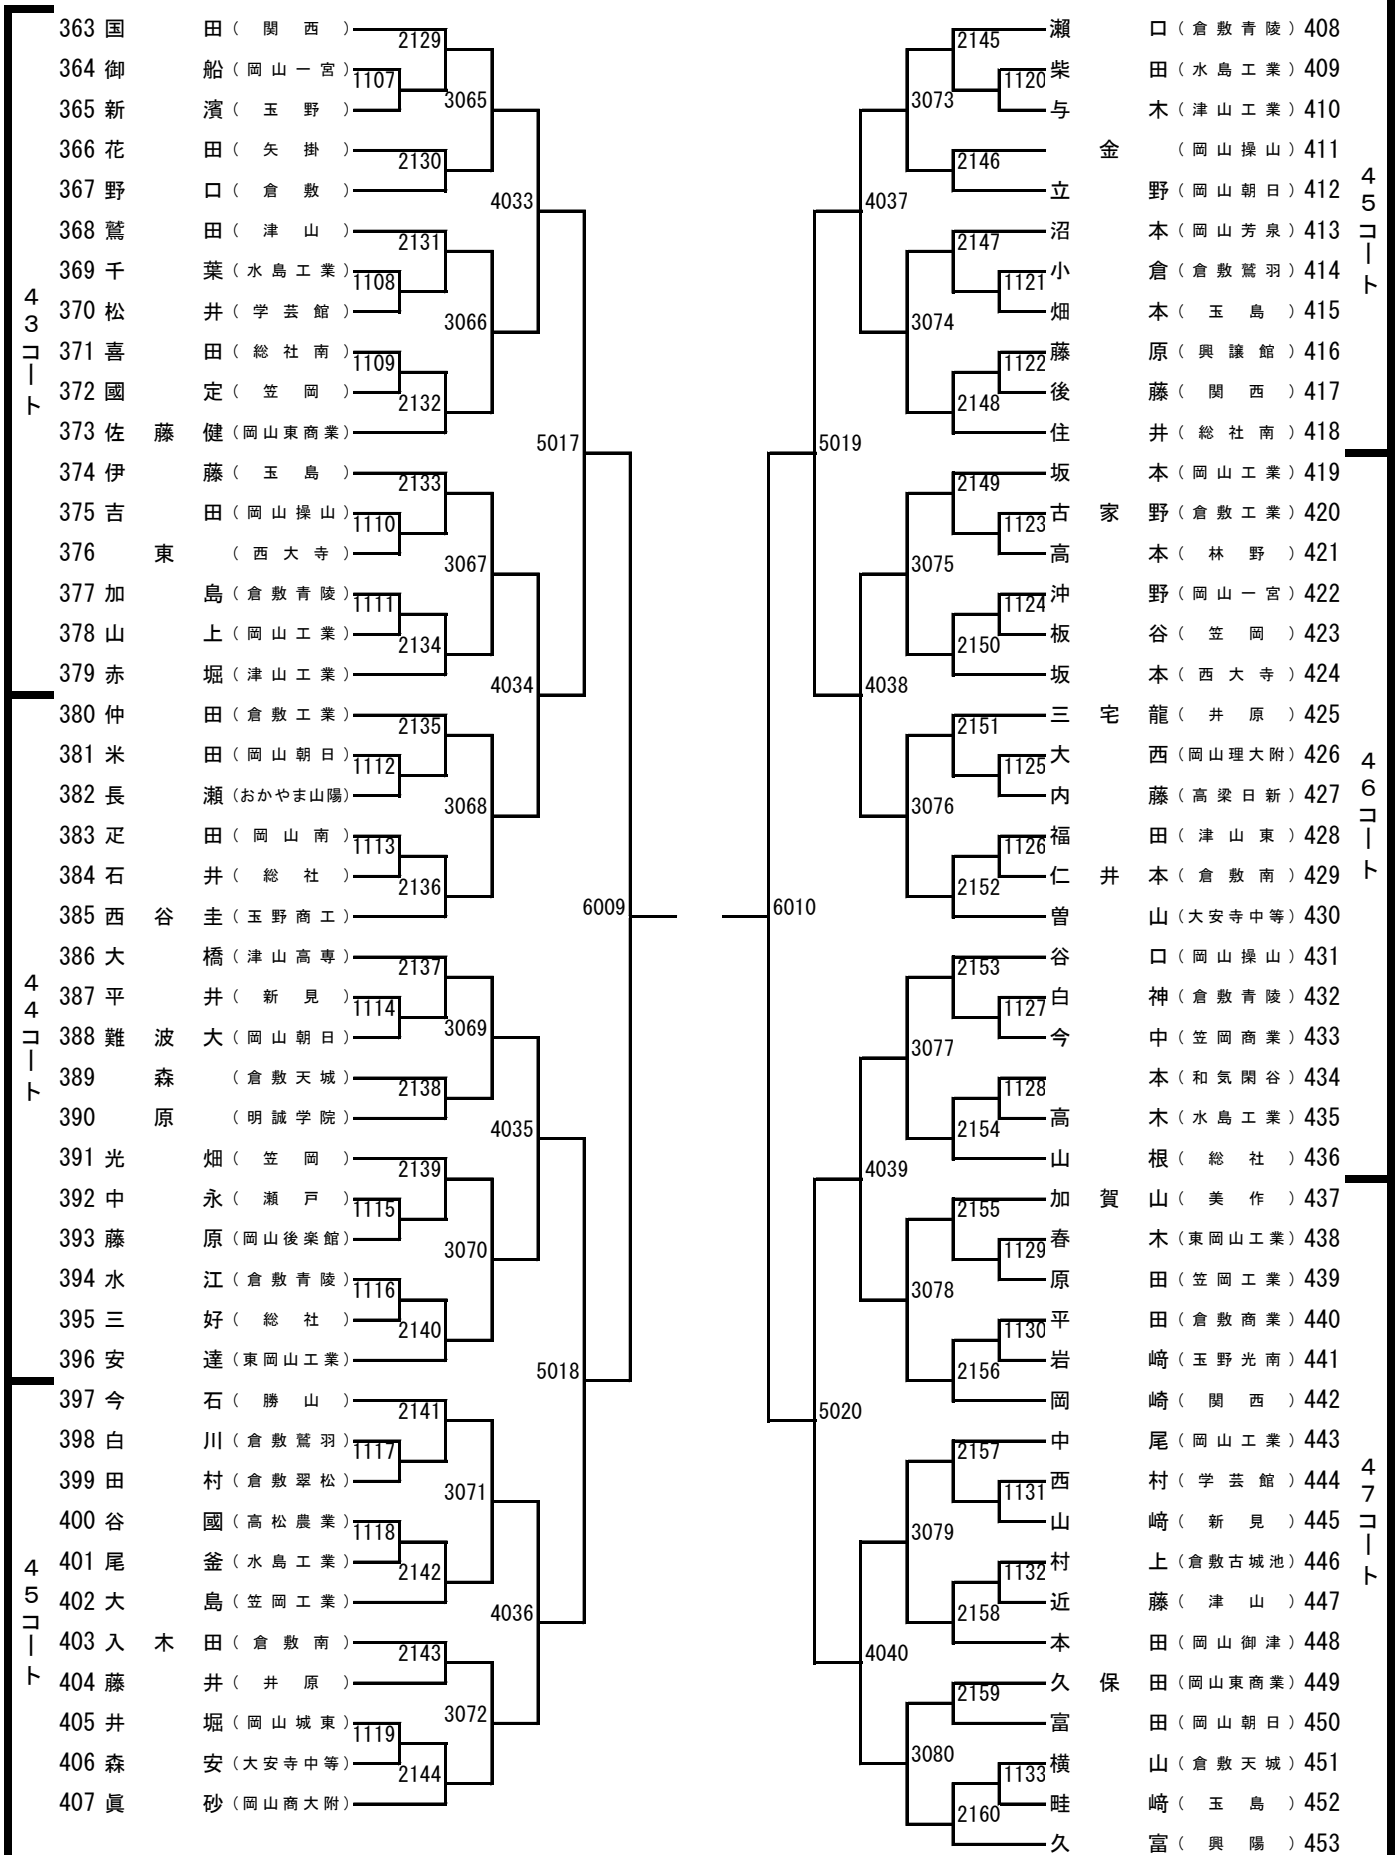 363 国田（関西）
364 御船（岡山一宮）
365 新濱（玉野）
366 花田（矢掛）
367 野口（倉敷）
368 鷲田（津山）
369 千葉（水島工業）
370 松井（学芸館）
371 喜田（総社南）
372 國定（笠岡）
373 佐藤健（岡山東商業）
374 伊藤（玉島）
375 吉田（岡山操山）
376 東（西大寺）
377 加島（倉敷青陵）
378 山上（岡山工業）
379 赤堀（津山工業）
380 仲田（倉敷工業）
381 米田（岡山朝日）
382 長瀬（おかやま山陽）
383 疋田（岡山南）
384 石井（総社）
385 西谷圭（玉野商工）
386 大橋（津山高専）
387 平井（新見）
388 難波大（岡山朝日）
389 森（倉敷天城）
390 原（明誠学院）
391 光畑（笠岡）
392 中永（瀬戸）
393 藤原（岡山後楽館）
394 水江（倉敷青陵）
395 三好（総社）
396 安達（東岡山工業）
397 今石（勝山）
398 白川（倉敷鷲羽）
399 田村（倉敷翠松）
400 谷國（高松農業）
401 尾釜（水島工業）
402 大島（笠岡工業）
403 入木田（倉敷南）
404 藤井（井原）
405 井堀（岡山城東）
406 森安（大安寺中等）
407 眞砂（岡山商大附）
43コート
44コート
45コート
1107
1108
1109
1110
1111
1112
1113
1114
1115
1116
1117
1118
1119
2129
2130
2131
2132
2133
2134
2135
2136
2137
2138
2139
2140
2141
2142
2143
2144
3065
3066
3067
3068
3069
3070
3071
3072
4033
4034
4035
4036
5017
5018
6009
6010
5019
5020
4037
4038
4039
4040
3073
3074
3075
3076
3077
3078
3079
3080
2145
2146
2147
2148
2149
2150
2151
2152
2153
2154
2155
2156
2157
2158
2159
2160
1120
1121
1122
1123
1124
1125
1126
1127
1128
1129
1130
1131
1132
1133
瀬口（倉敷青陵）408
柴田（水島工業）409
与木（津山工業）410
金（岡山操山）411
立野（岡山朝日）412
沼本（岡山芳泉）413
小倉（倉敷鷲羽）414
畑本（玉島）415
藤原（興譲館）416
後藤（関西）417
住井（総社南）418
坂本（岡山工業）419
古家野（倉敷工業）420
高本（林野）421
沖野（岡山一宮）422
板谷（笠岡）423
坂本（西大寺）424
三宅龍（井原）425
大西（岡山理大附）426
内藤（高梁日新）427
福田（津山東）428
仁井本（倉敷南）429
曽山（大安寺中等）430
谷口（岡山操山）431
白神（倉敷青陵）432
今中（笠岡商業）433
本（和気閑谷）434
高木（水島工業）435
山根（総社）436
加賀山（美作）437
春木（東岡山工業）438
原田（笠岡工業）439
平田（倉敷商業）440
岩﨑（玉野光南）441
岡崎（関西）442
中尾（岡山工業）443
西村（学芸館）444
山﨑（新見）445
村上（倉敷古城池）446
近藤（津山）447
本田（岡山御津）448
久保田（岡山東商業）449
富田（岡山朝日）450
横山（倉敷天城）451
畦﨑（玉島）452
久富（興陽）453
45コート
46コート
47コート